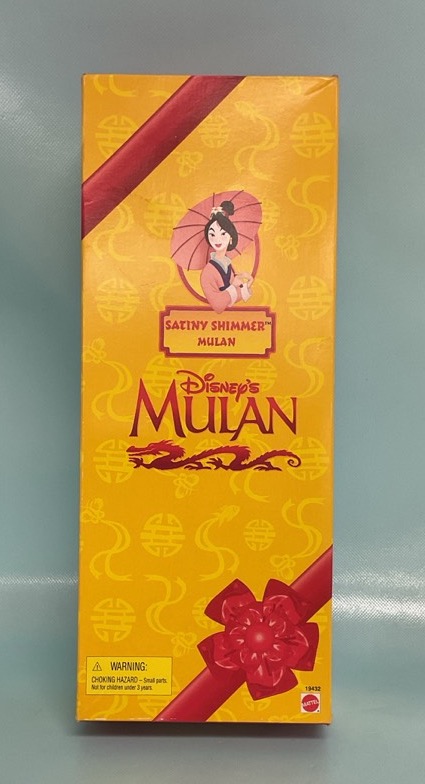 SATINY SHIMMER™
MULAN
DISNEY'S
MULAN
WARNING:
CHOKING HAZARD – Small parts.
Not for children under 3 years.
19432
MATTEL